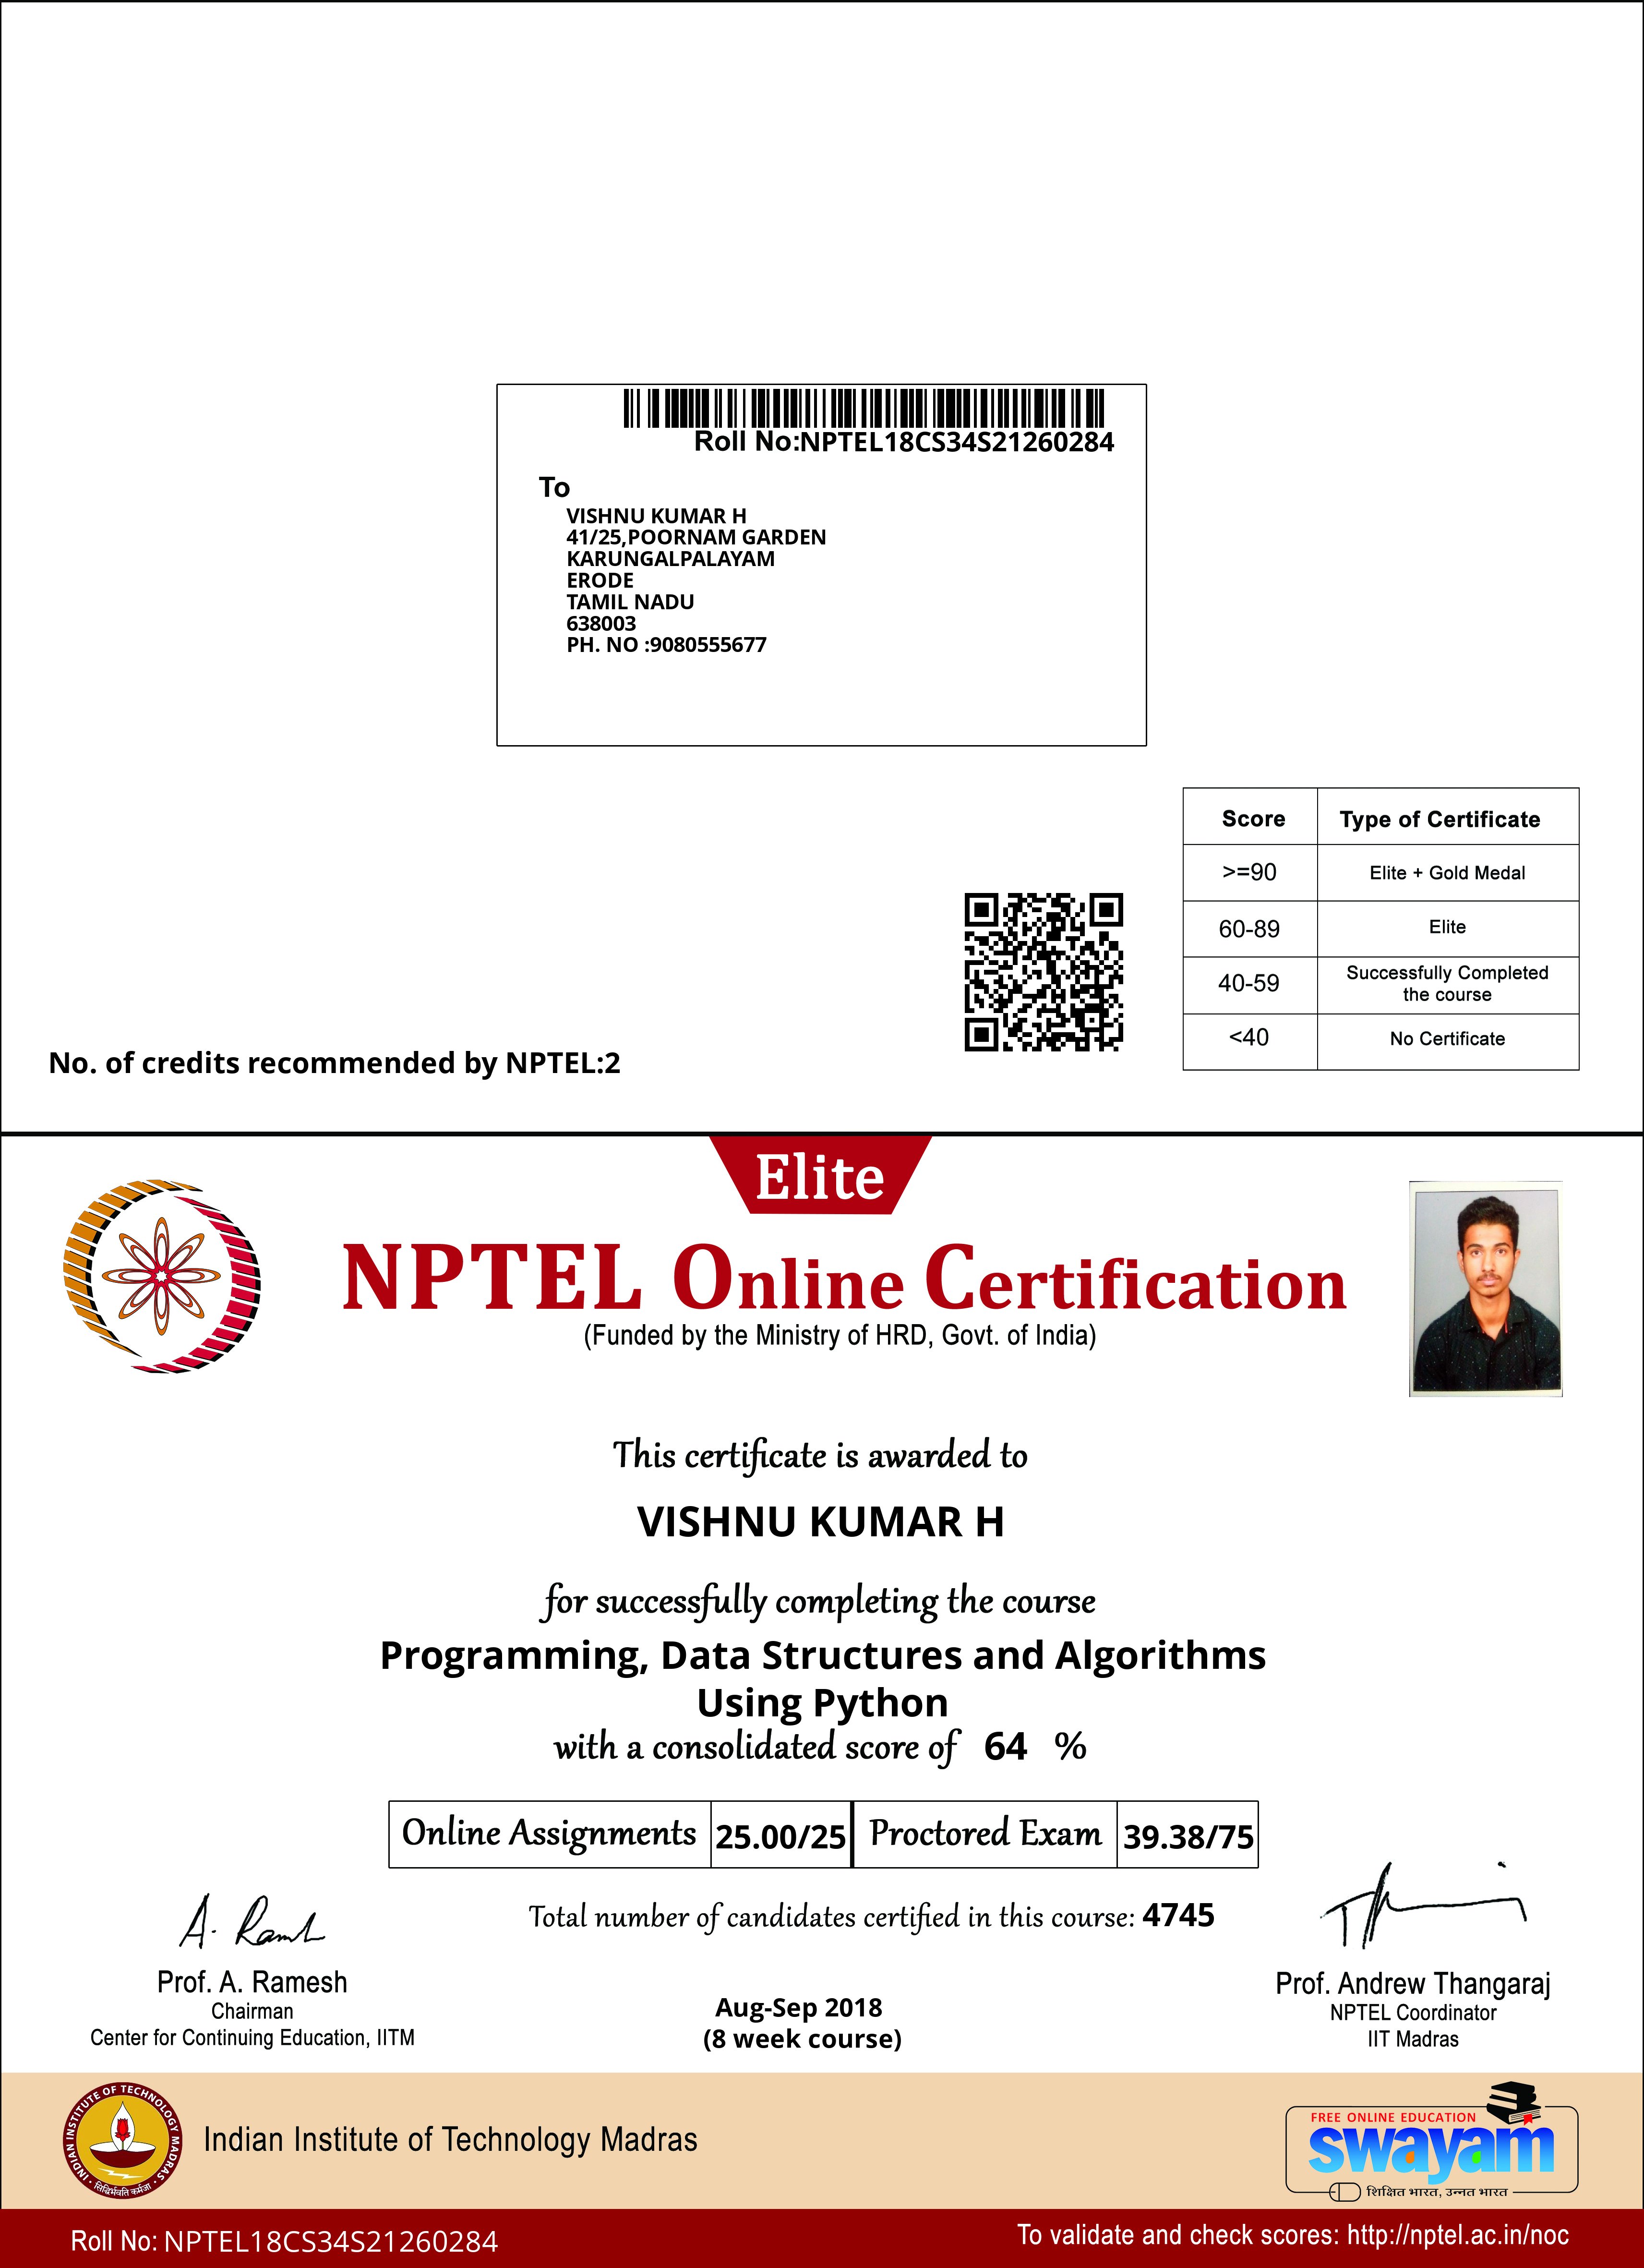 Roll No:NPTEL18CS34S21260284
To
VISHNU KUMAR H
41/25,POORNAM GARDEN
KARUNGALPALAYAM
ERODE
TAMIL NADU
638003
PH. NO :9080555677
Score Type of Certificate
>=90 Elite + Gold Medal
60-89 Elite
40-59 Successfully Completed
the course
<40 No Certificate
No. of credits recommended by NPTEL:2
Elite
NPTEL Online Certification
(Funded by the Ministry of HRD, Govt. of India)
This certificate is awarded to
VISHNU KUMAR H
for successfully completing the course
Programming, Data Structures and Algorithms
Using Python
with a consolidated score of 64 %
Online Assignments 25.00/25 Proctored Exam 39.38/75
Total number of candidates certified in this course: 4745
A. Ramesh
Prof. A. Ramesh
Chairman
Center for Continuing Education, IITM
Aug-Sep 2018
(8 week course)
Prof. Andrew Thangaraj
NPTEL Coordinator
IIT Madras
INDIAN INSTITUTE OF TECHNOLOGY MADRAS
सिद्धिर्भवति कर्मजा
Indian Institute of Technology Madras
FREE ONLINE EDUCATION
swayam
शिक्षित भारत, उन्नत भारत
Roll No: NPTEL18CS34S21260284
To validate and check scores: http://nptel.ac.in/noc